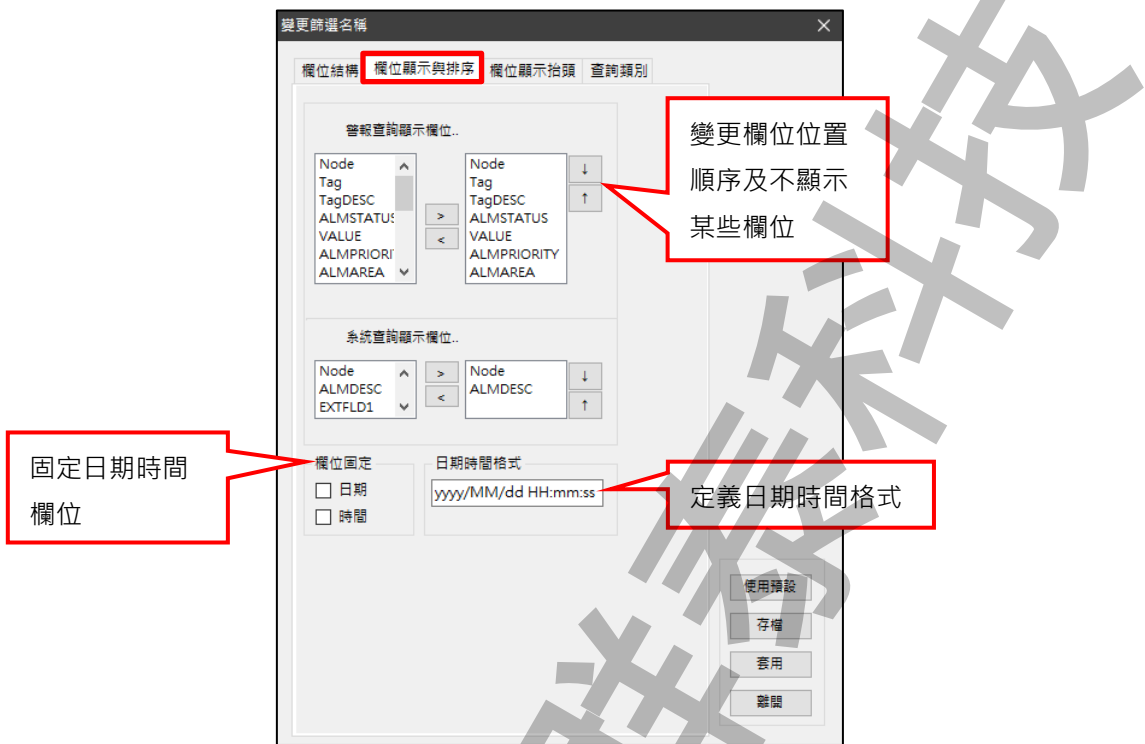 變更篩選名稱
欄位結構 欄位顯示與排序 欄位顯示抬頭 查詢類別
警報查詢顯示欄位..
Node
Tag
TagDESC
ALMSTATUS
VALUE
ALMPRIORI
ALMAREA
>
<
Node
Tag
TagDESC
ALMSTATUS
VALUE
ALMPRIORITY
ALMAREA
↓
↑
變更欄位位置
順序及不顯示
某些欄位
系統查詢顯示欄位..
Node
ALMDESC
EXTFLD1
>
<
Node
ALMDESC
↓
↑
固定日期時間
欄位
欄位固定
日期
時間
日期時間格式
yyyy/MM/dd HH:mm:ss
定義日期時間格式
使用預設
存檔
套用
離開
群泰科技